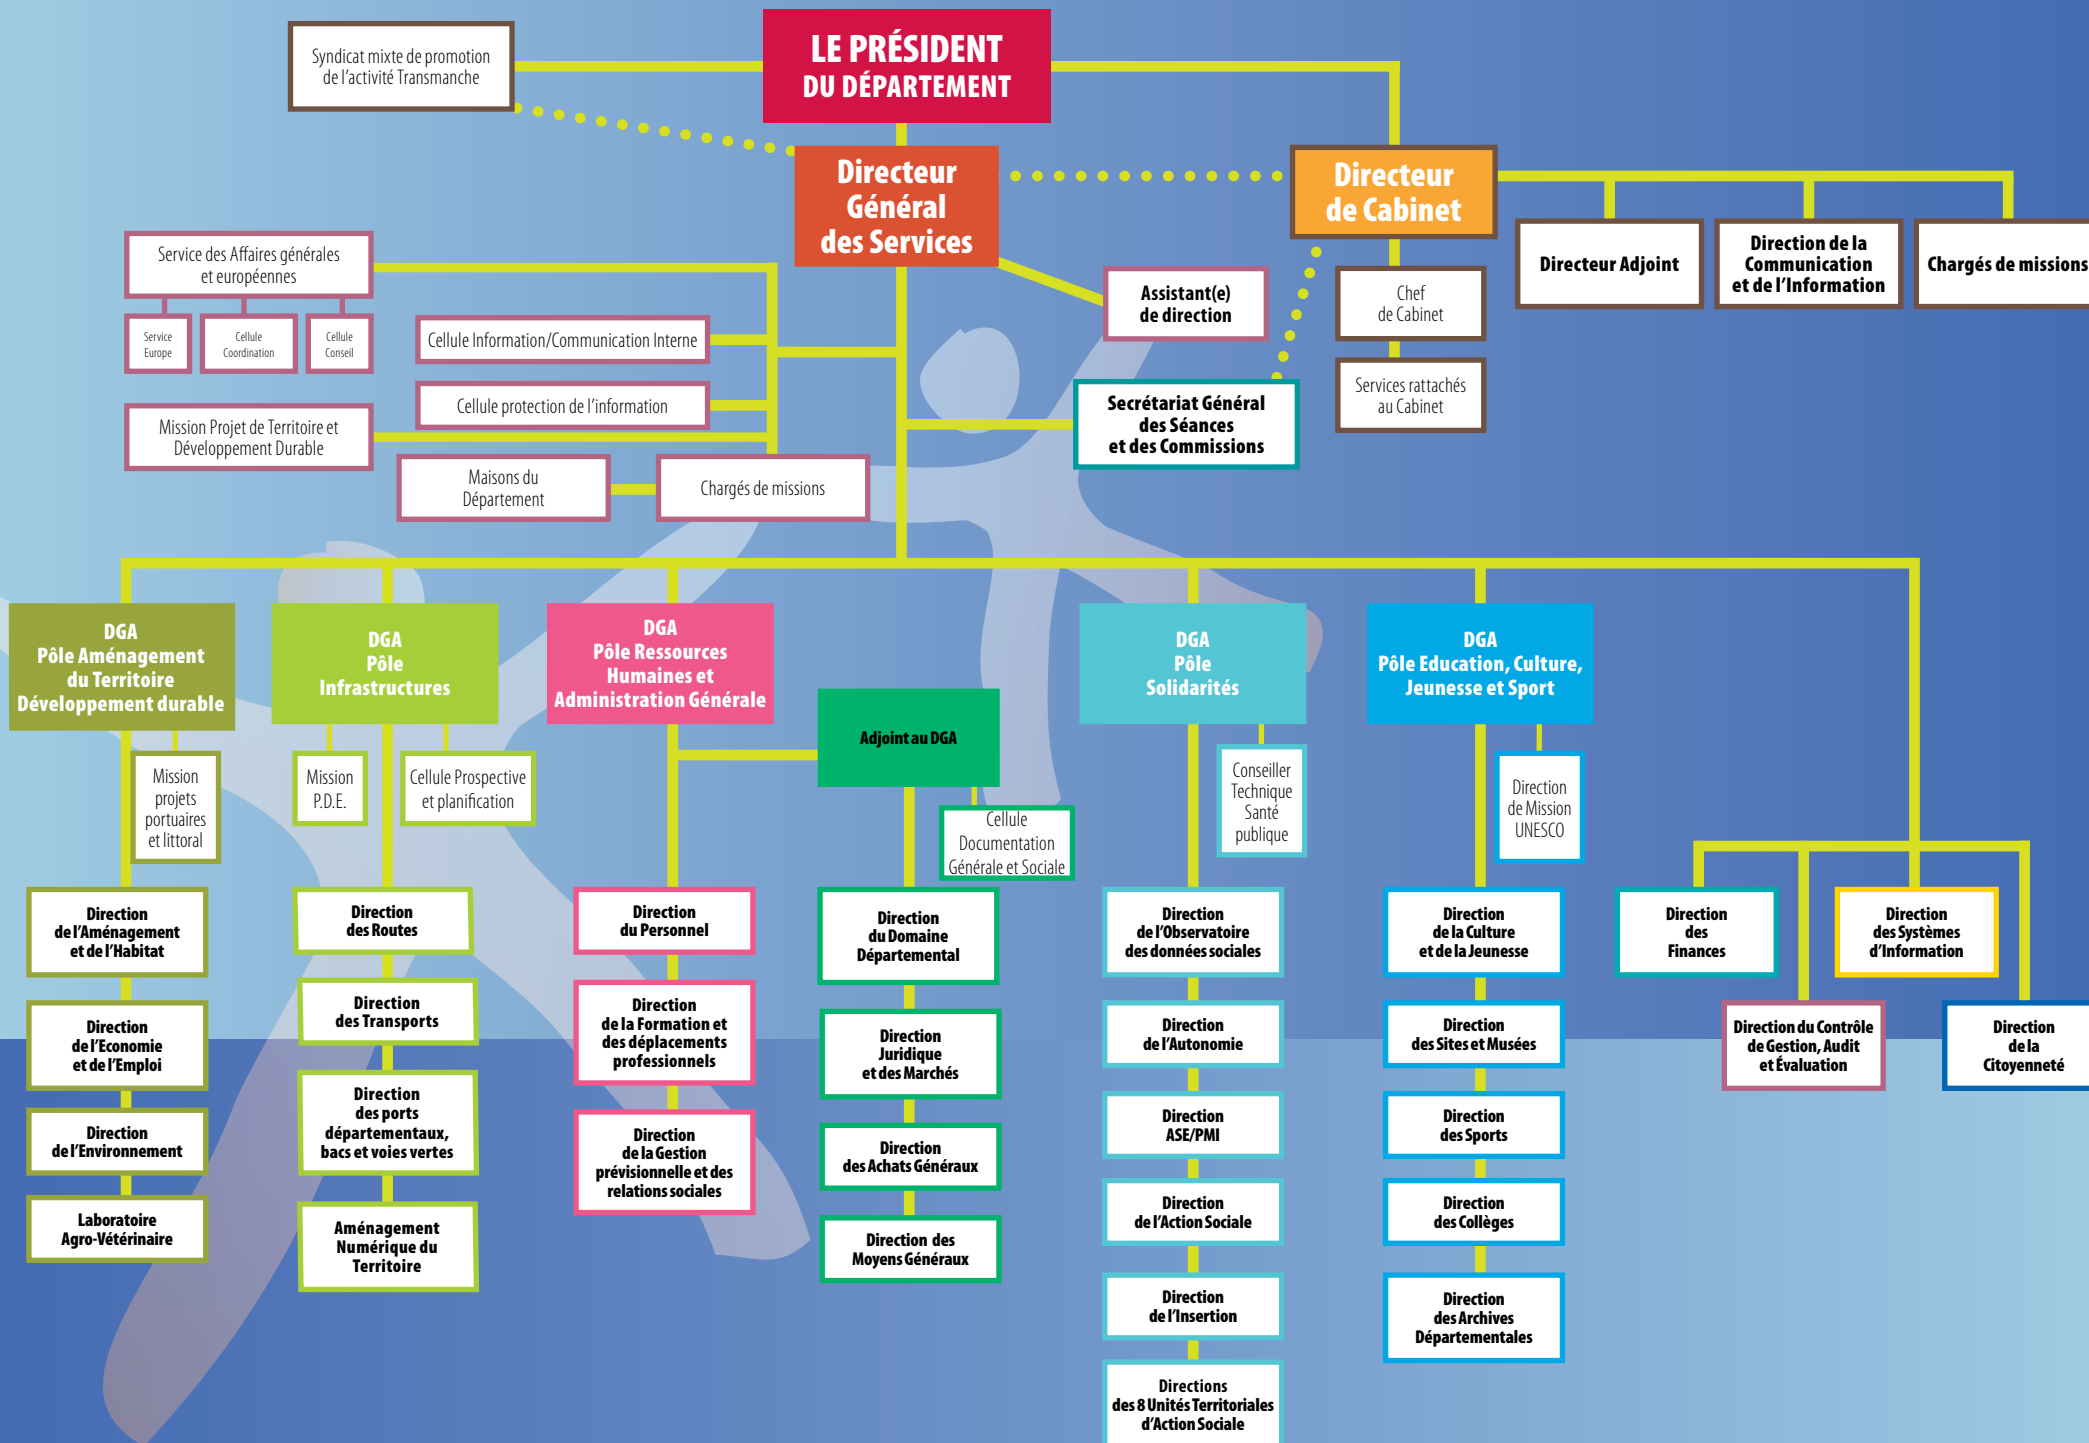 Syndicat mixte de promotion
de l'activité Transmanche
LE PRÉSIDENT
DU DÉPARTEMENT
Directeur
Général
des Services
Directeur
de Cabinet
Directeur Adjoint
Direction de la
Communication
et de l'Information
Chargés de missions
Service des Affaires générales
et européennes
Service
Europe
Cellule
Coordination
Cellule
Conseil
Cellule Information/Communication Interne
Cellule protection de l'information
Mission Projet de Territoire et
Développement Durable
Maisons du
Département
Chargés de missions
Assistant(e)
de direction
Chef
de Cabinet
Services rattachés
au Cabinet
Secrétariat Général
des Séances
et des Commissions
DGA
Pôle Aménagement
du Territoire
Développement durable
Mission
projets
portuaires
et littoral
Direction
de l'Aménagement
et de l'Habitat
Direction
de l'Economie
et de l'Emploi
Direction
de l'Environnement
Laboratoire
Agro-Vétérinaire
DGA
Pôle
Infrastructures
Mission
P.D.E.
Cellule Prospective
et planification
Direction
des Routes
Direction
des Transports
Direction
des ports
départementaux,
bacs et voies vertes
Aménagement
Numérique du
Territoire
DGA
Pôle Ressources
Humaines et
Administration Générale
Direction
du Personnel
Direction
de la Formation et
des déplacements
professionnels
Direction
de la Gestion
prévisionnelle et des
relations sociales
Adjoint au DGA
Cellule
Documentation
Générale et Sociale
Direction
du Domaine
Départemental
Direction
Juridique
et des Marchés
Direction
des Achats Généraux
Direction des
Moyens Généraux
DGA
Pôle
Solidarités
Conseiller
Technique
Santé
publique
Direction
de l'Observatoire
des données sociales
Direction
de l'Autonomie
Direction
ASE/PMI
Direction
de l'Action Sociale
Direction
de l'Insertion
Directions
des 8 Unités Territoriales
d'Action Sociale
DGA
Pôle Education, Culture,
Jeunesse et Sport
Direction
de Mission
UNESCO
Direction
de la Culture
et de la Jeunesse
Direction
des Sites et Musées
Direction
des Sports
Direction
des Collèges
Direction
des Archives
Départementales
Direction
des
Finances
Direction
des Systèmes
d'Information
Direction du Contrôle
de Gestion, Audit
et Évaluation
Direction
de la
Citoyenneté